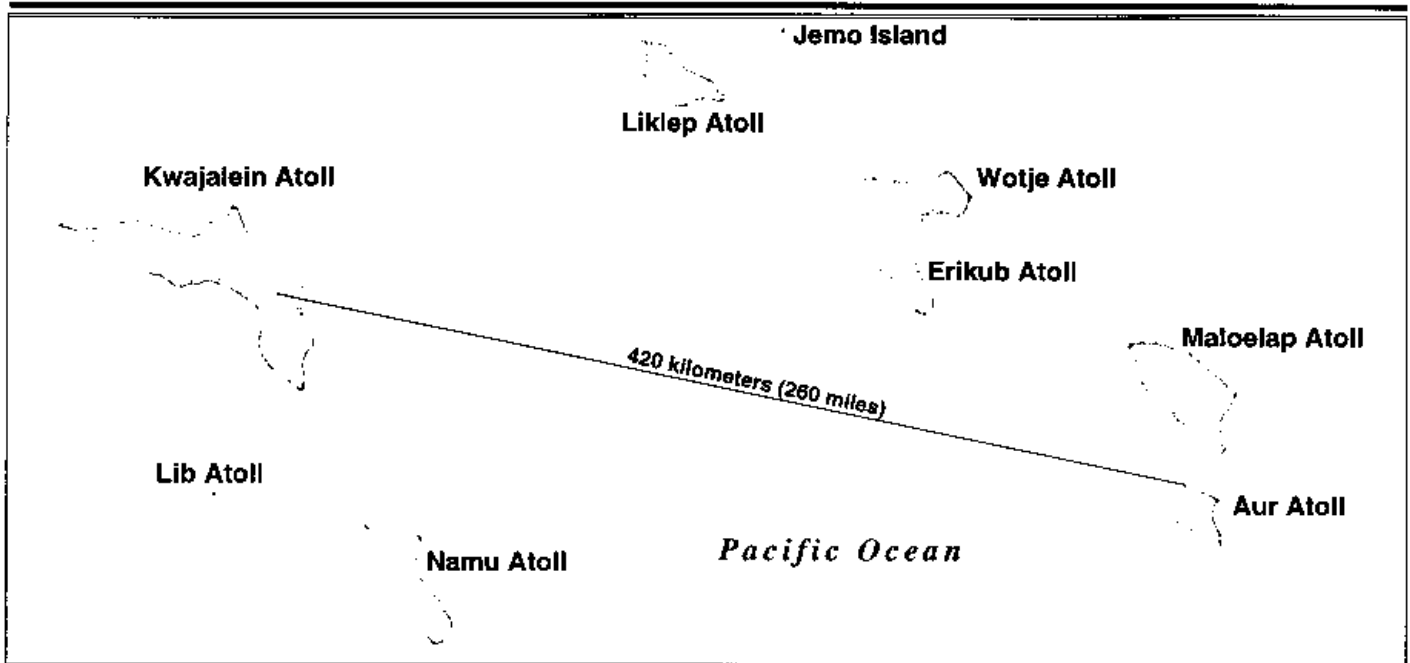 Jemo Island
Liklep Atoll
Kwajalein Atoll
Wotje Atoll
Erikub Atoll
Maloelap Atoll
420 kilometers (260 miles)
Lib Atoll
Aur Atoll
Pacific Ocean
Namu Atoll